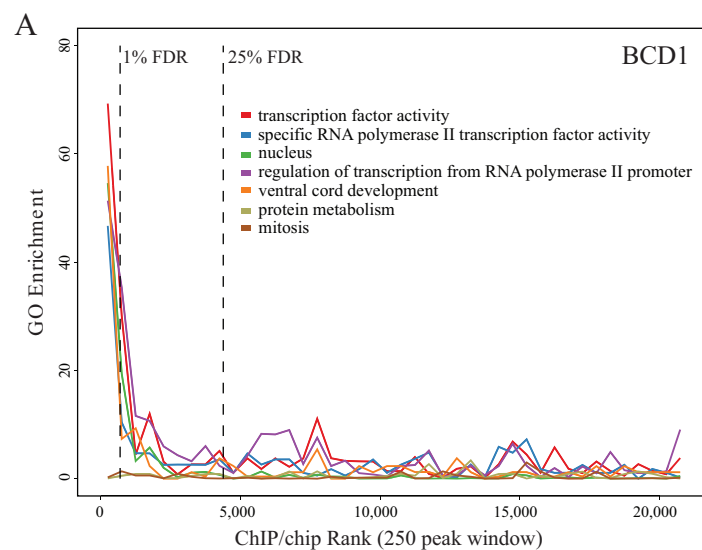 A
80
1% FDR
25% FDR
BCD1
transcription factor activity
specific RNA polymerase II transcription factor activity
nucleus
regulation of transcription from RNA polymerase II promoter
ventral cord development
protein metabolism
mitosis
60
40
20
0
GO Enrichment
0 5,000 10,000 15,000 20,000
ChIP/chip Rank (250 peak window)